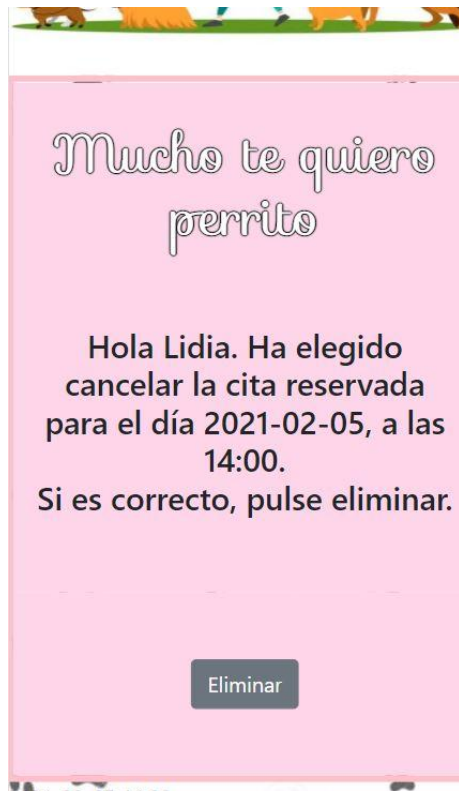 Mucho te quiero
perrito
Hola Lidia. Ha elegido
cancelar la cita reservada
para el día 2021-02-05, a las
14:00.
Si es correcto, pulse eliminar.
Eliminar